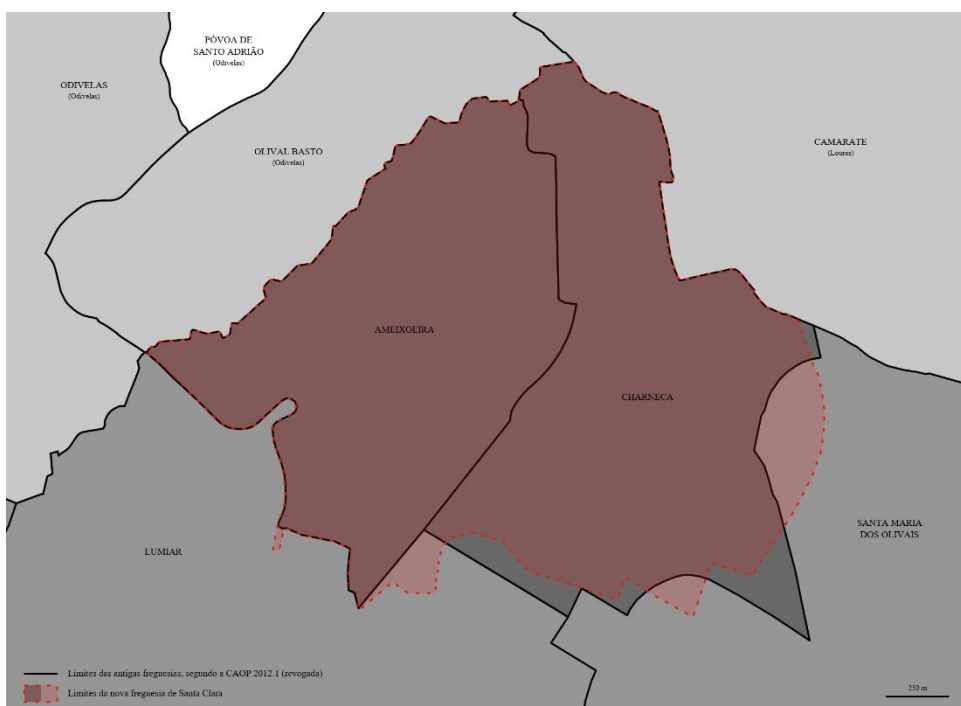 PÓVOA DE
SANTO ADRIÃO
(Odivelas)
ODIVELAS
(Odivelas)
OLIVAL BASTO
(Odivelas)
CAMARATE
(Loures)
AMEIXOEIRA
CHARNECA
SANTA MARIA
DOS OLIVAIS
LUMIAR
Limites das antigas freguesias, segundo a CAOP 2012.1 (revogada)
Limites da nova freguesia de Santa Clara
250 m